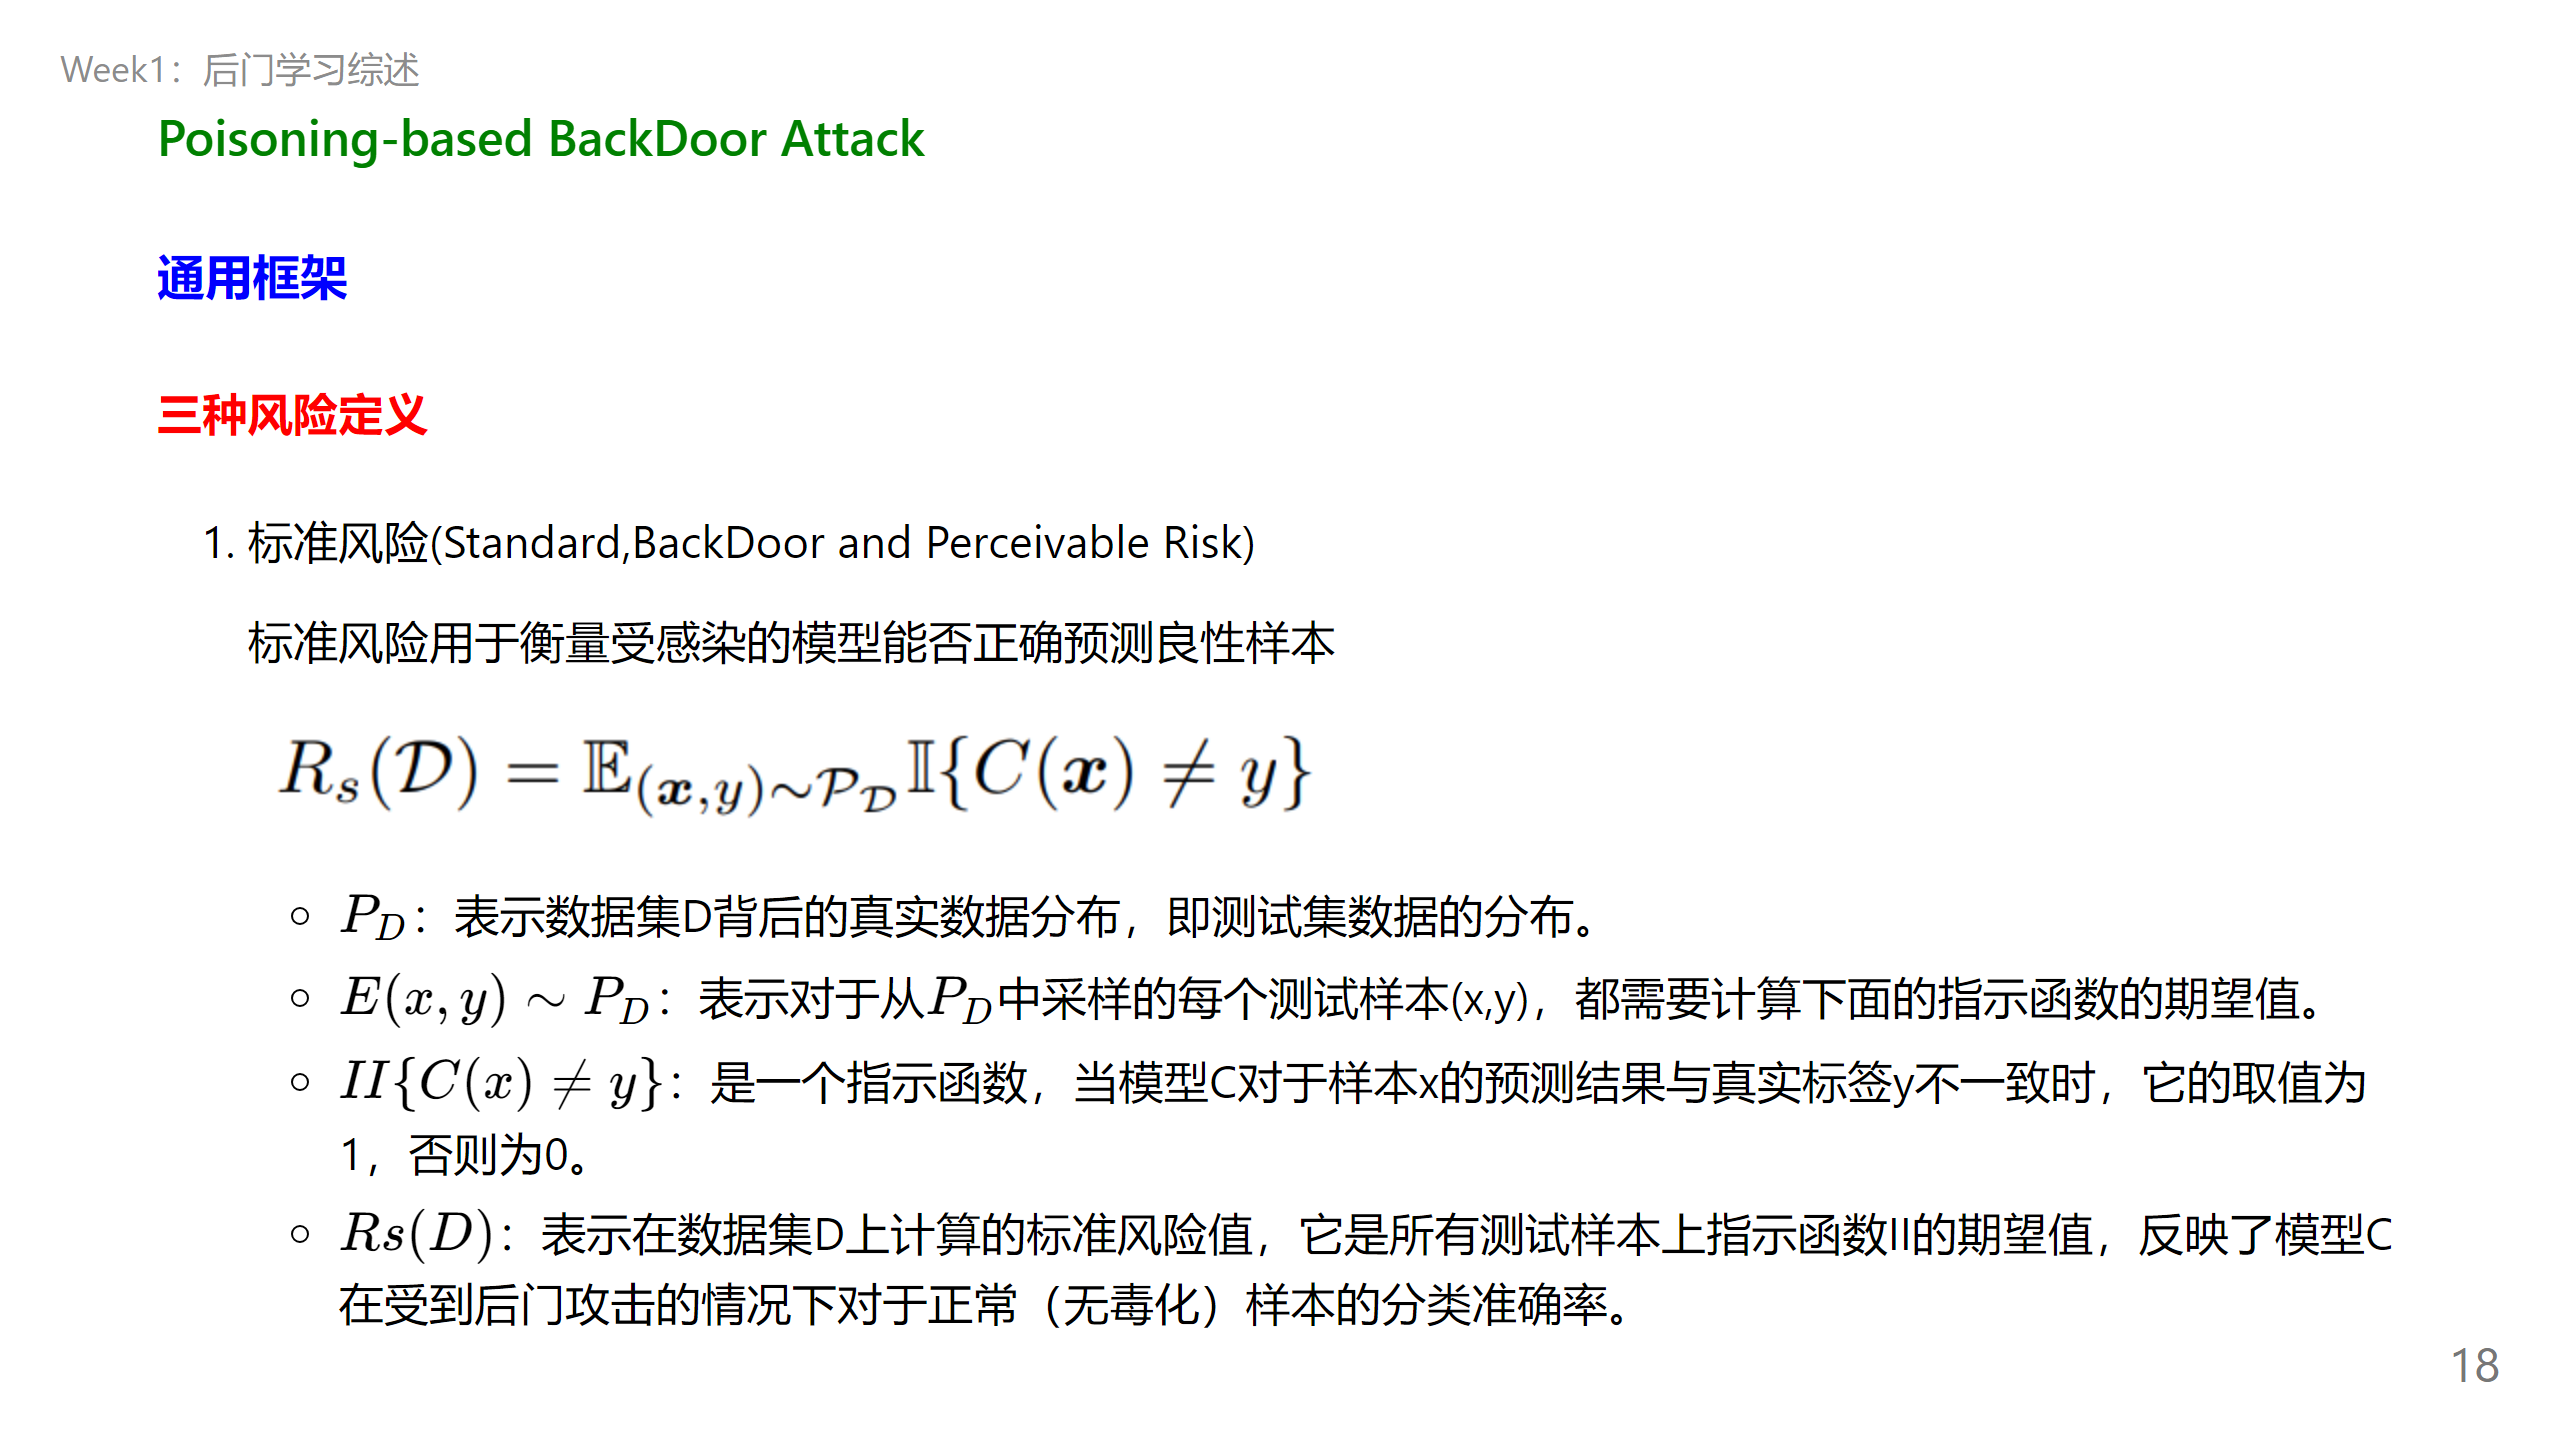 Week1：后门学习综述
Poisoning-based BackDoor Attack
通用框架
三种风险定义
1. 标准风险(Standard,BackDoor and Perceivable Risk)
标准风险用于衡量受感染的模型能否正确预测良性样本
$R_s(\mathcal{D}) = \mathbb{E}_{(\boldsymbol{x},y)\sim\mathcal{P}_{\mathcal{D}}}\mathbb{I}\{C(\boldsymbol{x}) \neq y\}$
$P_D$：表示数据集D背后的真实数据分布，即测试集数据的分布。
$E(x,y) \sim P_D$：表示对于从$P_D$中采样的每个测试样本(x,y)，都需要计算下面的指示函数的期望值。
$II\{C(x) \neq y\}$：是一个指示函数，当模型C对于样本x的预测结果与真实标签y不一致时，它的取值为
1，否则为0。
$Rs(D)$：表示在数据集D上计算的标准风险值，它是所有测试样本上指示函数II的期望值，反映了模型C
在受到后门攻击的情况下对于正常（无毒化）样本的分类准确率。
18